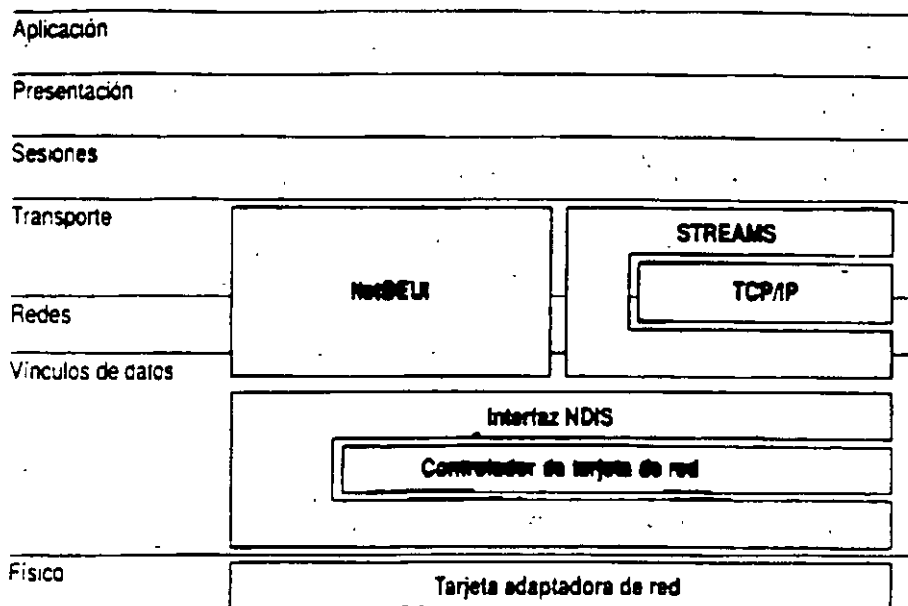 Aplicación
Presentación
Sesiones
Transporte
STREAMS
NetBEUI
TCP/IP
Redes
Vínculos de datos
Interfaz NDIS
Controlador de tarjeta de red
Físico
Tarjeta adaptadora de red